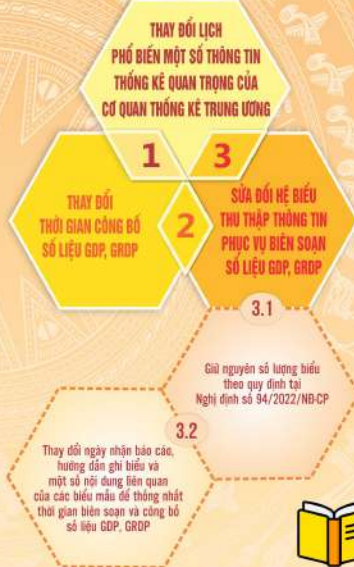 THAY ĐỔI LỊCH
PHỔ BIẾN MỘT SỐ THÔNG TIN
THỐNG KÊ QUAN TRỌNG CỦA
CƠ QUAN THỐNG KÊ TRUNG ƯƠNG
1
3
THAY ĐỔI
THỜI GIAN CÔNG BỐ
SỐ LIỆU GDP, GRDP
2
SỬA ĐỔI HỆ BIỂU
THU THẬP THÔNG TIN
PHỤC VỤ BIÊN SOẠN
SỐ LIỆU GDP, GRDP
3.1
Giữ nguyên số lượng biểu
theo quy định tại
Nghị định số 94/2022/NĐ-CP
3.2
Thay đổi ngày nhận báo cáo,
hướng dẫn ghi biểu và
một số nội dung liên quan
của các biểu mẫu để thống nhất
thời gian biên soạn và công bố
số liệu GDP, GRDP